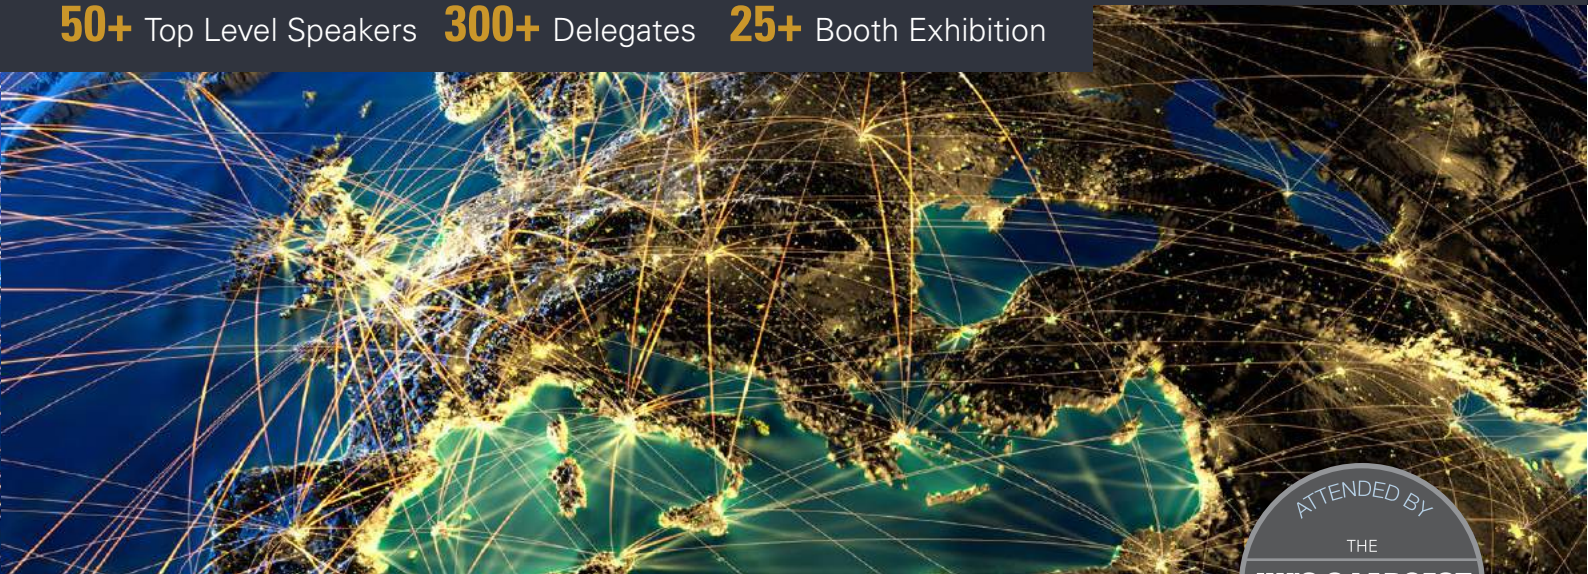 50+ Top Level Speakers 300+ Delegates 25+ Booth Exhibition
ATTENDED BY
THE